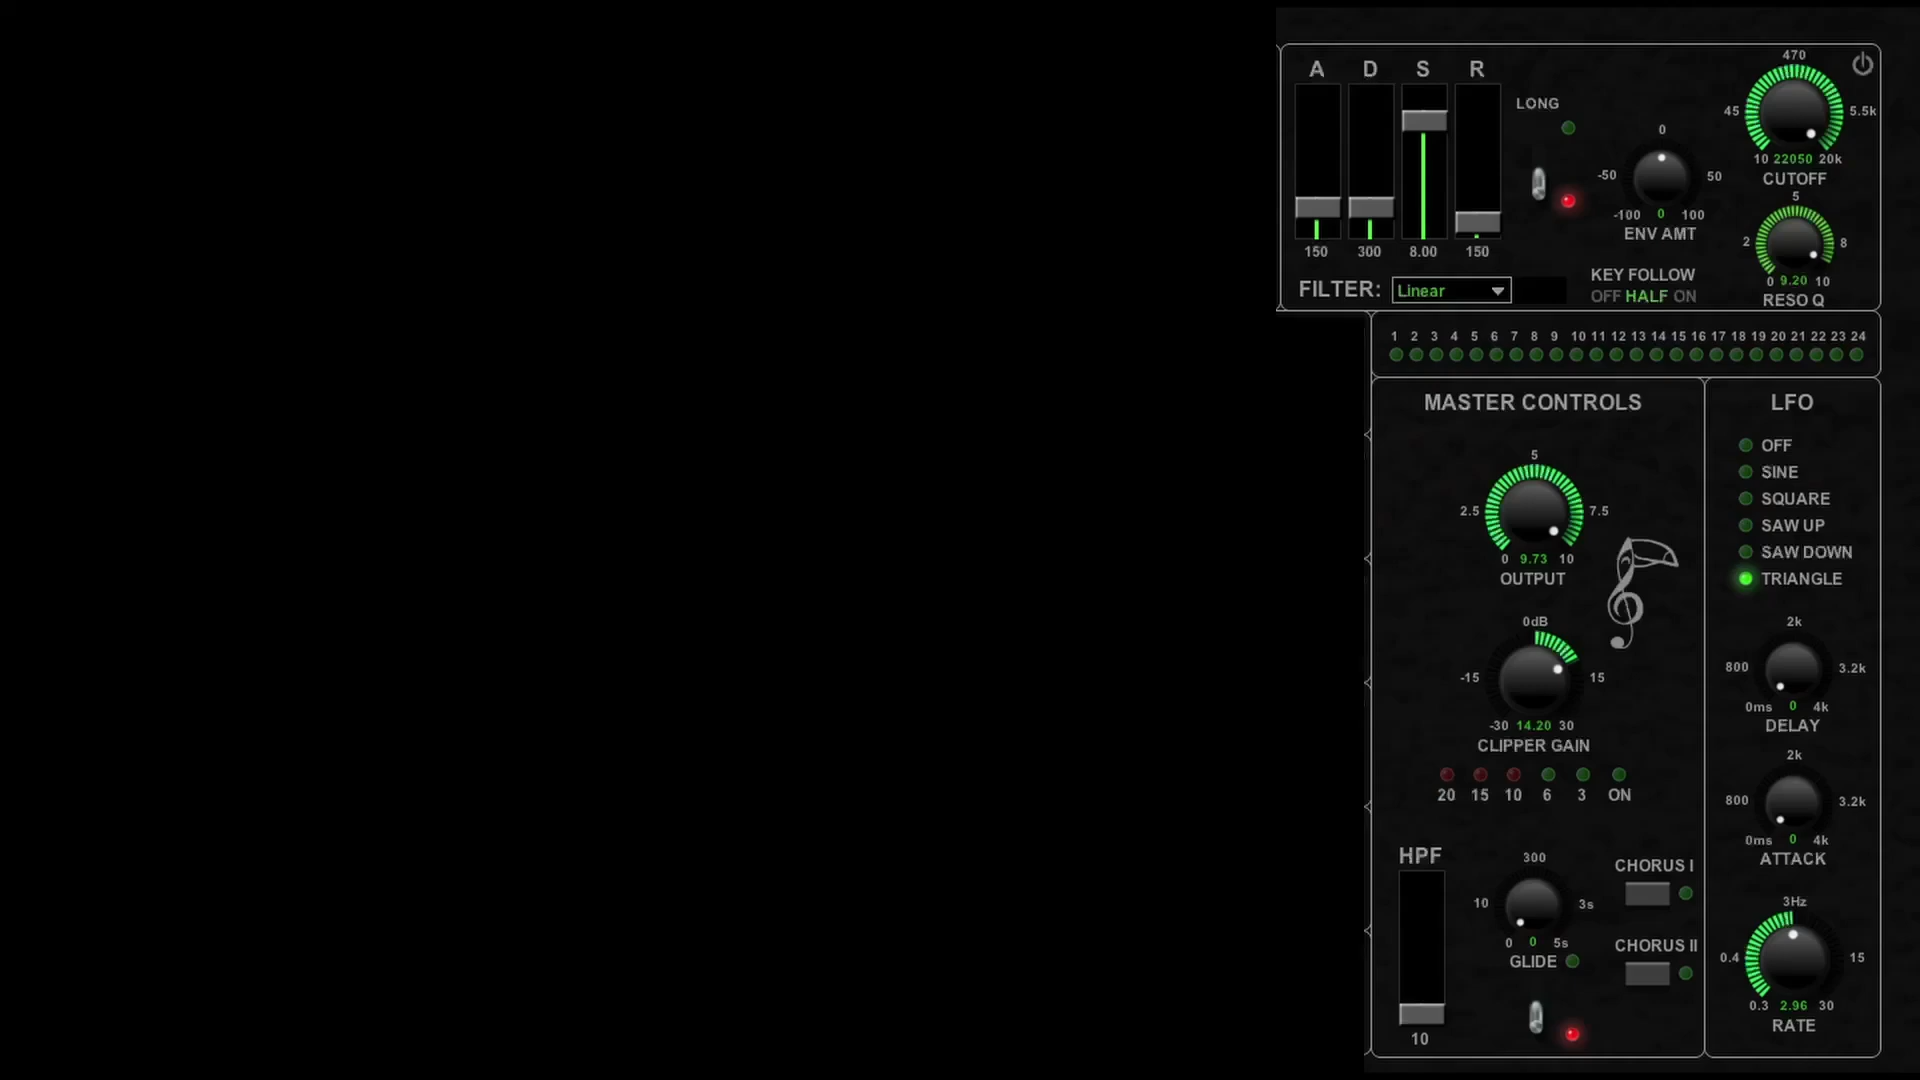 A D S R
LONG
150 300 8.00 150
0
-50 50
-100 0 100
ENV AMT
470
45 5.5k
10 22050 20k
CUTOFF
5
2 8
0 9.20 10
RESO Q
FILTER: Linear
KEY FOLLOW
OFF HALF ON
1 2 3 4 5 6 7 8 9 10 11 12 13 14 15 16 17 18 19 20 21 22 23 24
MASTER CONTROLS
5
2.5 7.5
0 9.73 10
OUTPUT
0dB
-15 15
-30 14.20 30
CLIPPER GAIN
20 15 10 6 3 ON
HPF
10
300
10 3s
0 0 5s
GLIDE
CHORUS I
CHORUS II
LFO
OFF
SINE
SQUARE
SAW UP
SAW DOWN
TRIANGLE
2k
800 3.2k
0ms 0 4k
DELAY
2k
800 3.2k
0ms 0 4k
ATTACK
3Hz
0.4 15
0.3 2.96 30
RATE